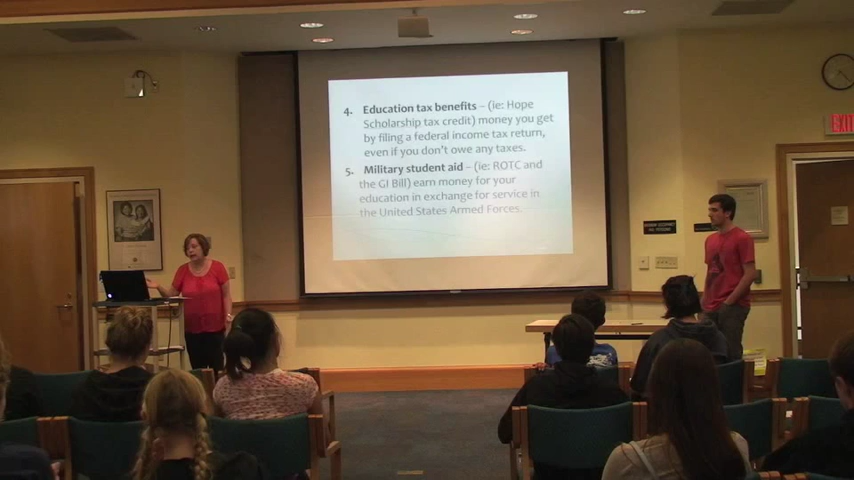 4. Education tax benefits – (ie: Hope
Scholarship tax credit) money you get
by filing a federal income tax return,
even if you don't owe any taxes.
5. Military student aid – (ie: ROTC and
the GI Bill) earn money for your
education in exchange for service in
the United States Armed Forces.
EXIT